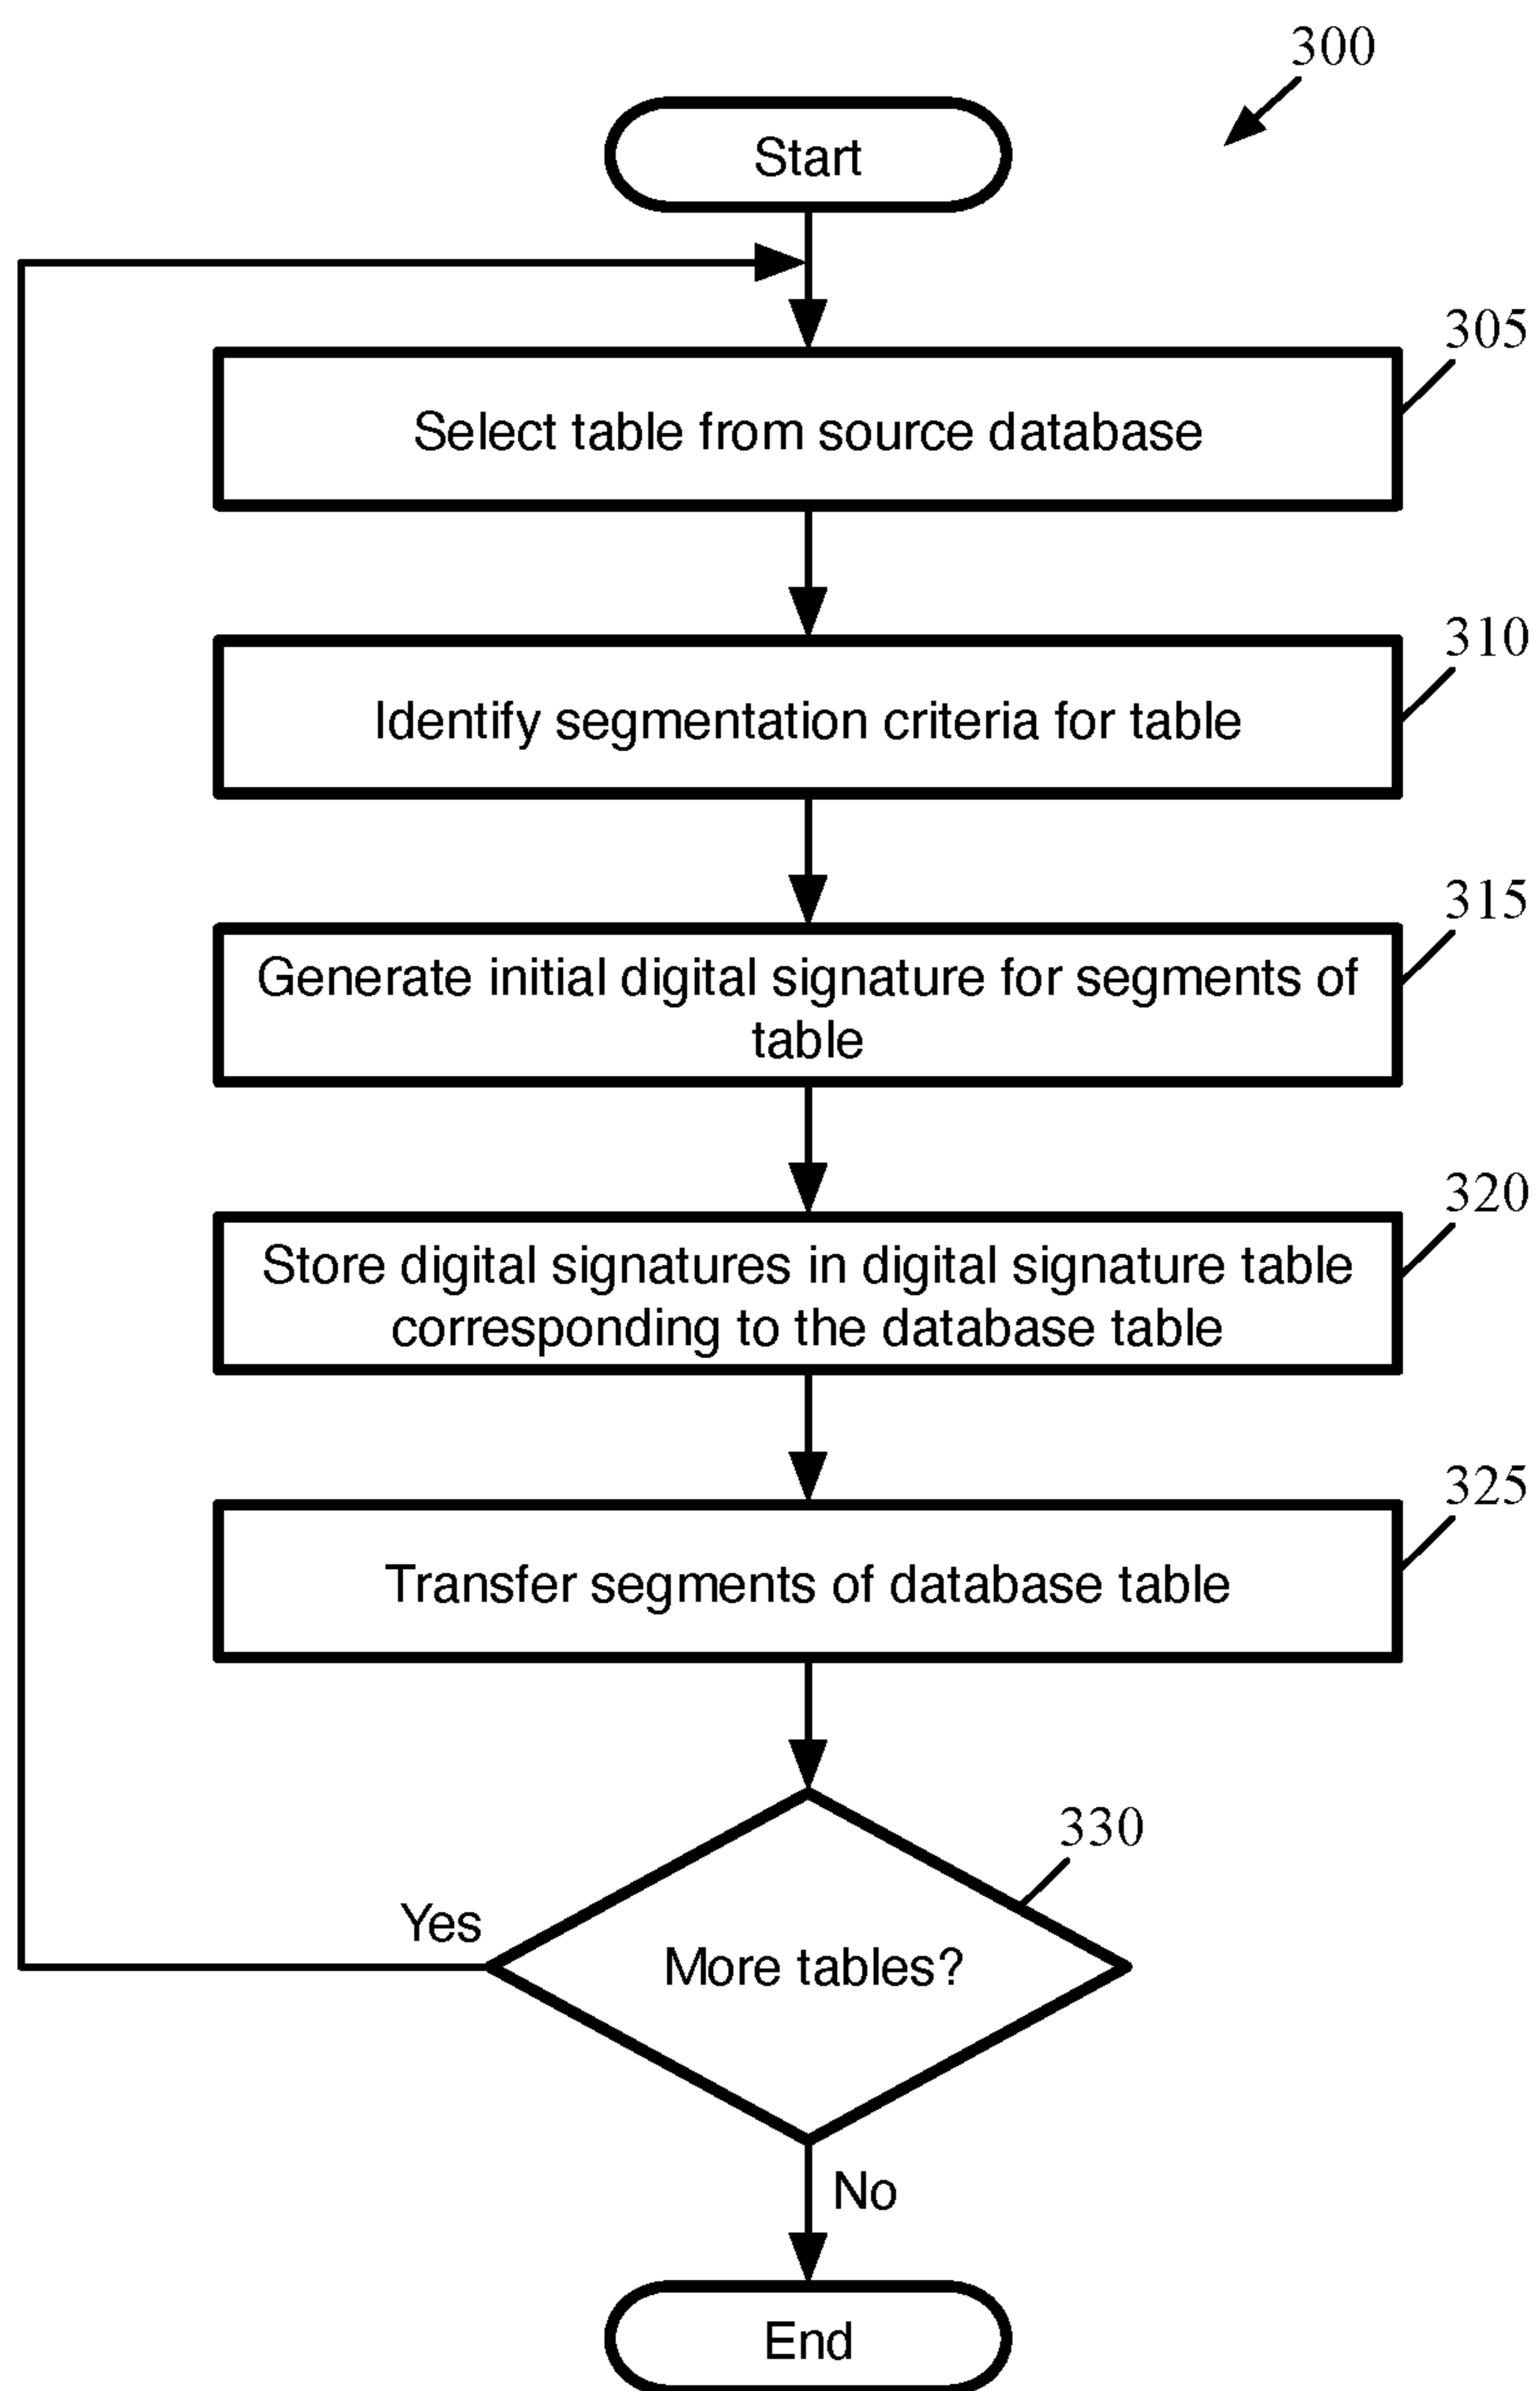 300
Start
305
Select table from source database
310
Identify segmentation criteria for table
315
Generate initial digital signature for segments of
table
320
Store digital signatures in digital signature table
corresponding to the database table
325
Transfer segments of database table
330
Yes
More tables?
No
End